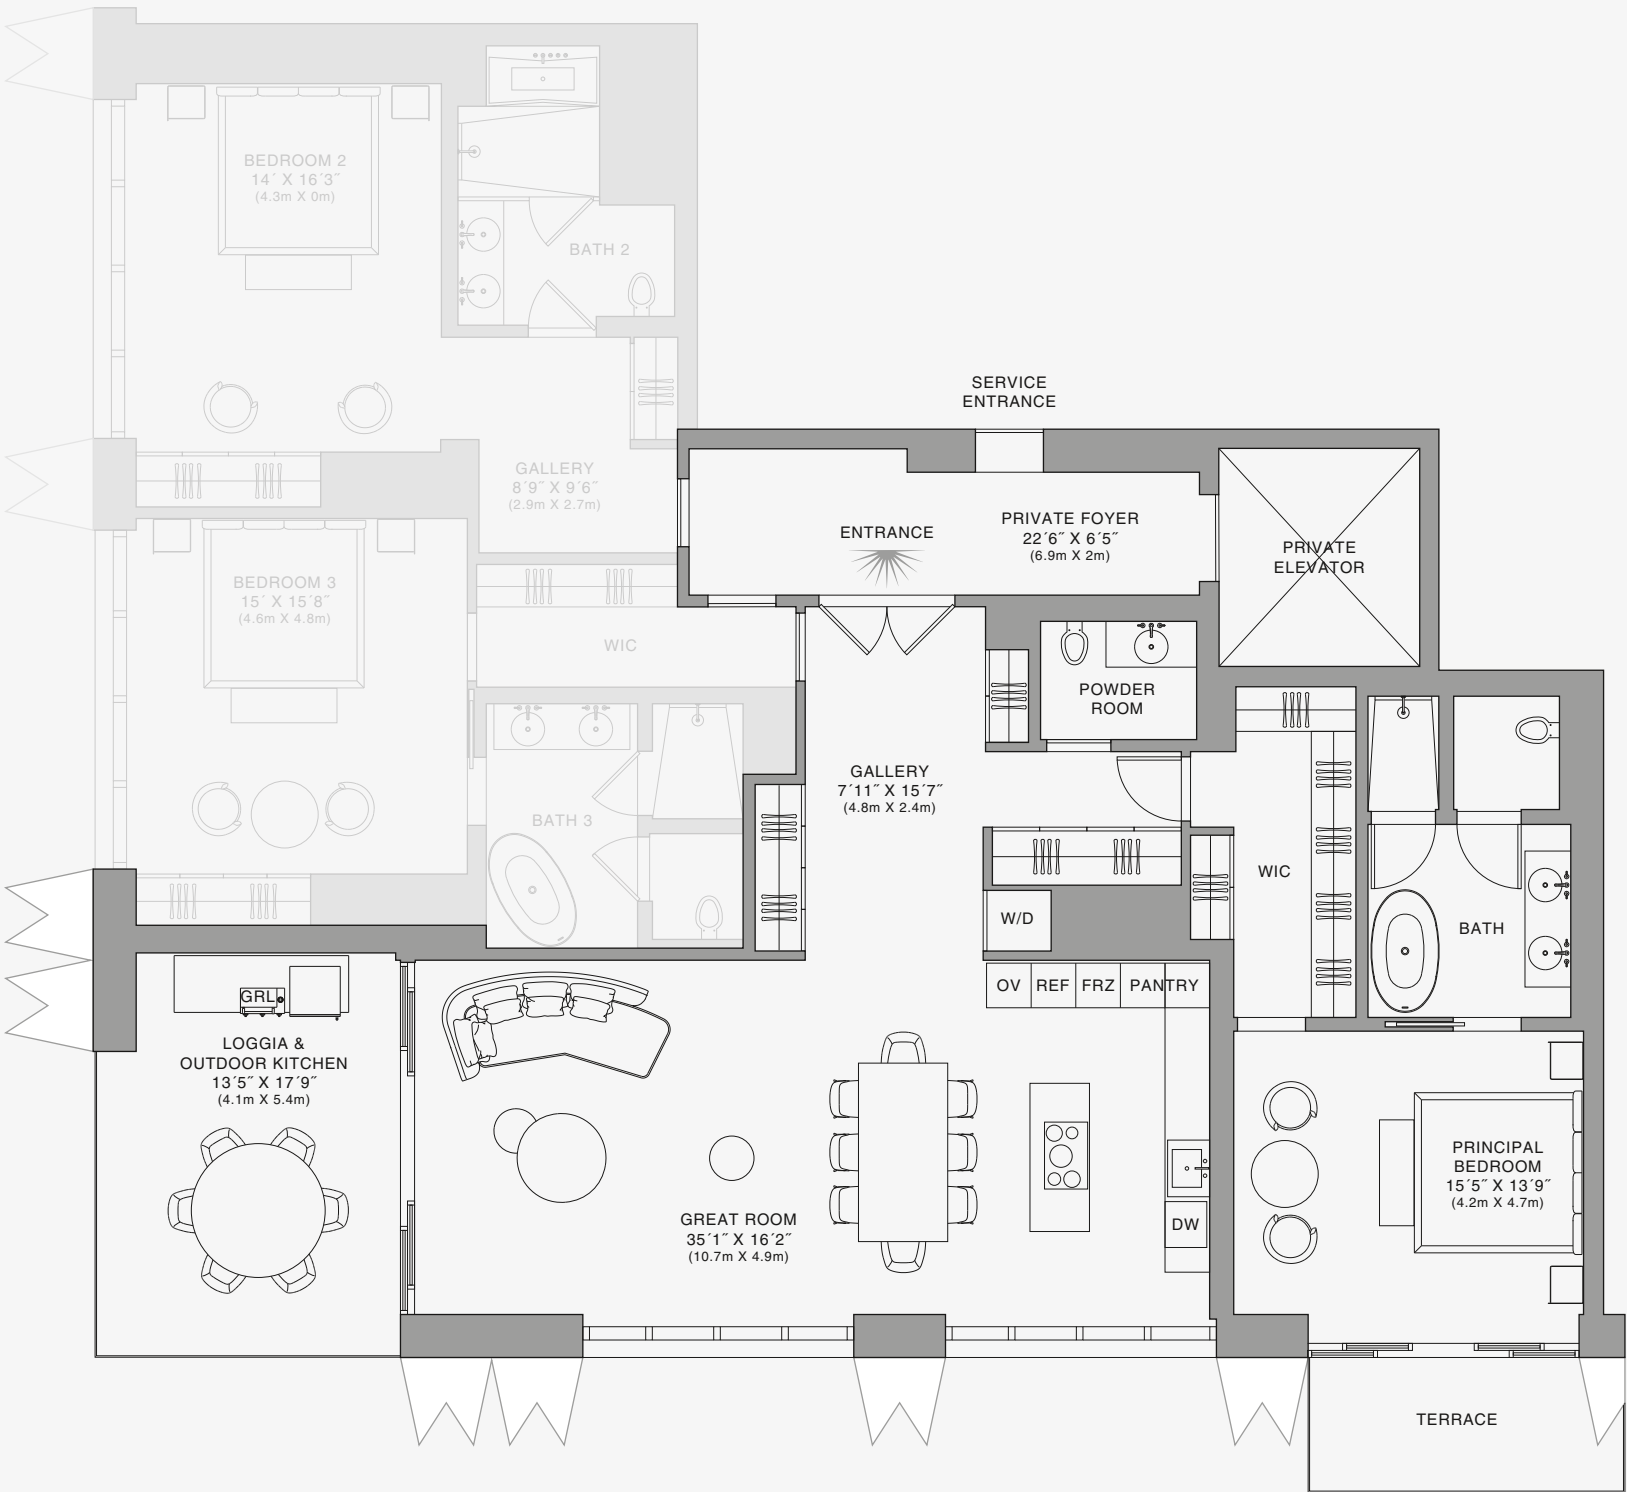 BEDROOM 2
14´ X 16´3˝
(4.3m X 0m)
BATH 2
SERVICE
ENTRANCE
GALLERY
8´9˝ X 9´6˝
(2.9m X 2.7m)
ENTRANCE
PRIVATE FOYER
22´6˝ X 6´5˝
(6.9m X 2m)
PRIVATE
ELEVATOR
BEDROOM 3
15´ X 15´8˝
(4.6m X 4.8m)
WIC
POWDER
ROOM
GALLERY
7´11˝ X 15´7˝
(4.8m X 2.4m)
BATH 3
WIC
W/D
BATH
OV
REF
FRZ
PANTRY
GRL
LOGGIA &
OUTDOOR KITCHEN
13´5˝ X 17´9˝
(4.1m X 5.4m)
PRINCIPAL
BEDROOM
15´5˝ X 13´9˝
(4.2m X 4.7m)
GREAT ROOM
35´1˝ X 16´2˝
(10.7m X 4.9m)
DW
TERRACE